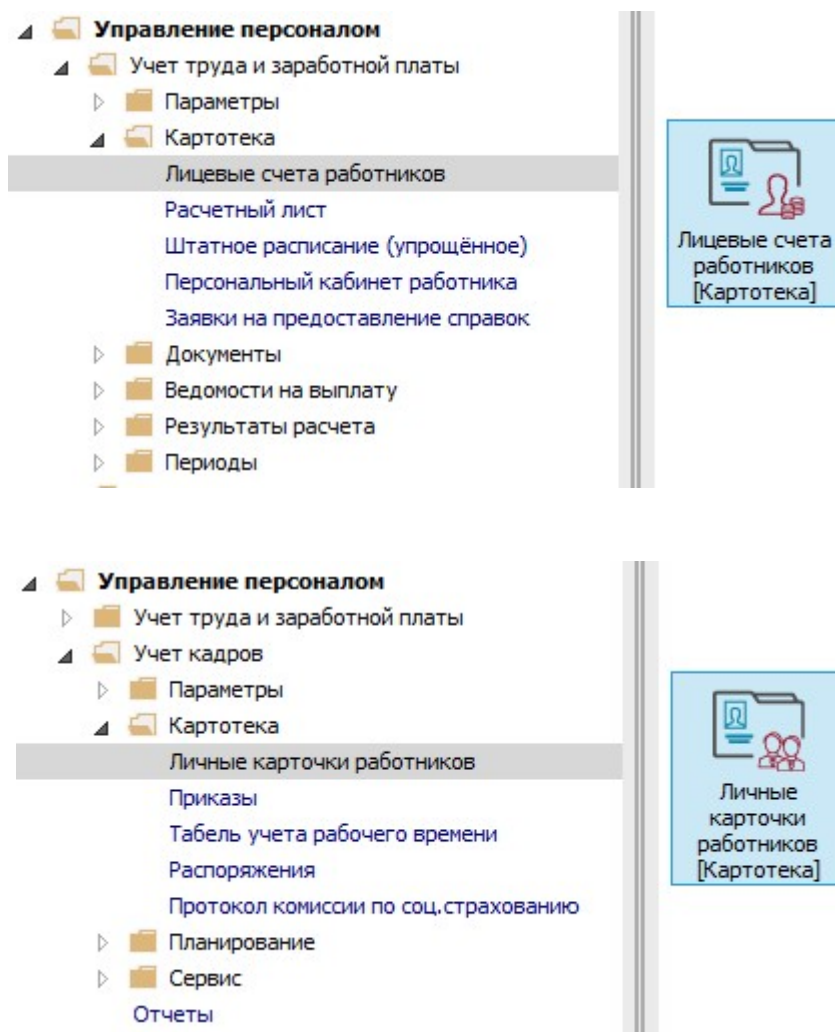 Управление персоналом
Учет труда и заработной платы
Параметры
Картотека
Лицевые счета работников
Расчетный лист
Штатное расписание (упрощённое)
Персональный кабинет работника
Заявки на предоставление справок
Документы
Ведомости на выплату
Результаты расчета
Периоды
Лицевые счета
работников
[Картотека]
Управление персоналом
Учет труда и заработной платы
Учет кадров
Параметры
Картотека
Личные карточки работников
Приказы
Табель учета рабочего времени
Распоряжения
Протокол комиссии по соц.страхованию
Планирование
Сервис
Отчеты
Личные
карточки
работников
[Картотека]